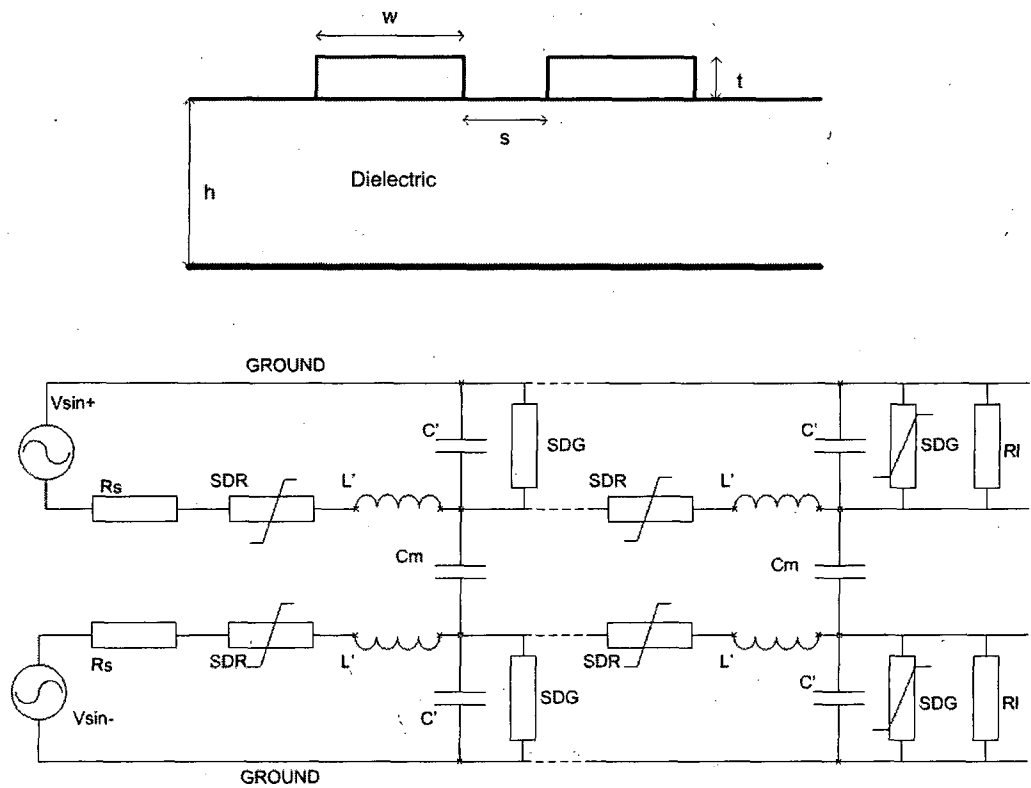 w
t
s
Dielectric
h
GROUND
Vsin+
C'
SDG
C'
SDG
Rl
Rs
SDR
L'
SDR
L'
Cm
Cm
Rs
SDR
L'
SDR
L'
Vsin-
C'
SDG
C'
SDG
Rl
GROUND